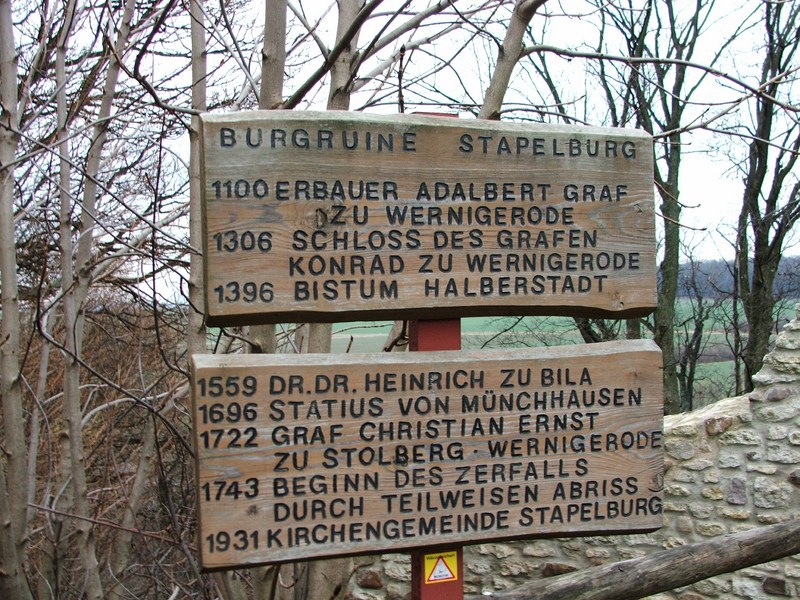 BURGRUINE STAPELBURG
1100 ERBAUER ADALBERT GRAF
ZU WERNIGERODE
1306 SCHLOSS DES GRAFEN
KONRAD ZU WERNIGERODE
1396 BISTUM HALBERSTADT
1559 DR.DR. HEINRICH ZU BILA
1696 STATIUS VON MÜNCHHAUSEN
1722 GRAF CHRISTIAN ERNST
ZU STOLBERG·WERNIGERODE
1743 BEGINN DES ZERFALLS
DURCH TEILWEISEN ABRISS
1931 KIRCHENGEMEINDE STAPELBURG